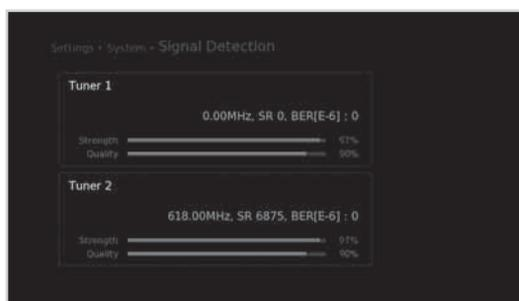 Settings • System • Signal Detection
Tuner 1
0.00MHz, SR 0, BER[E-6] : 0
Strength 97%
Quality 90%
Tuner 2
618.00MHz, SR 6875, BER[E-6] : 0
Strength 97%
Quality 90%